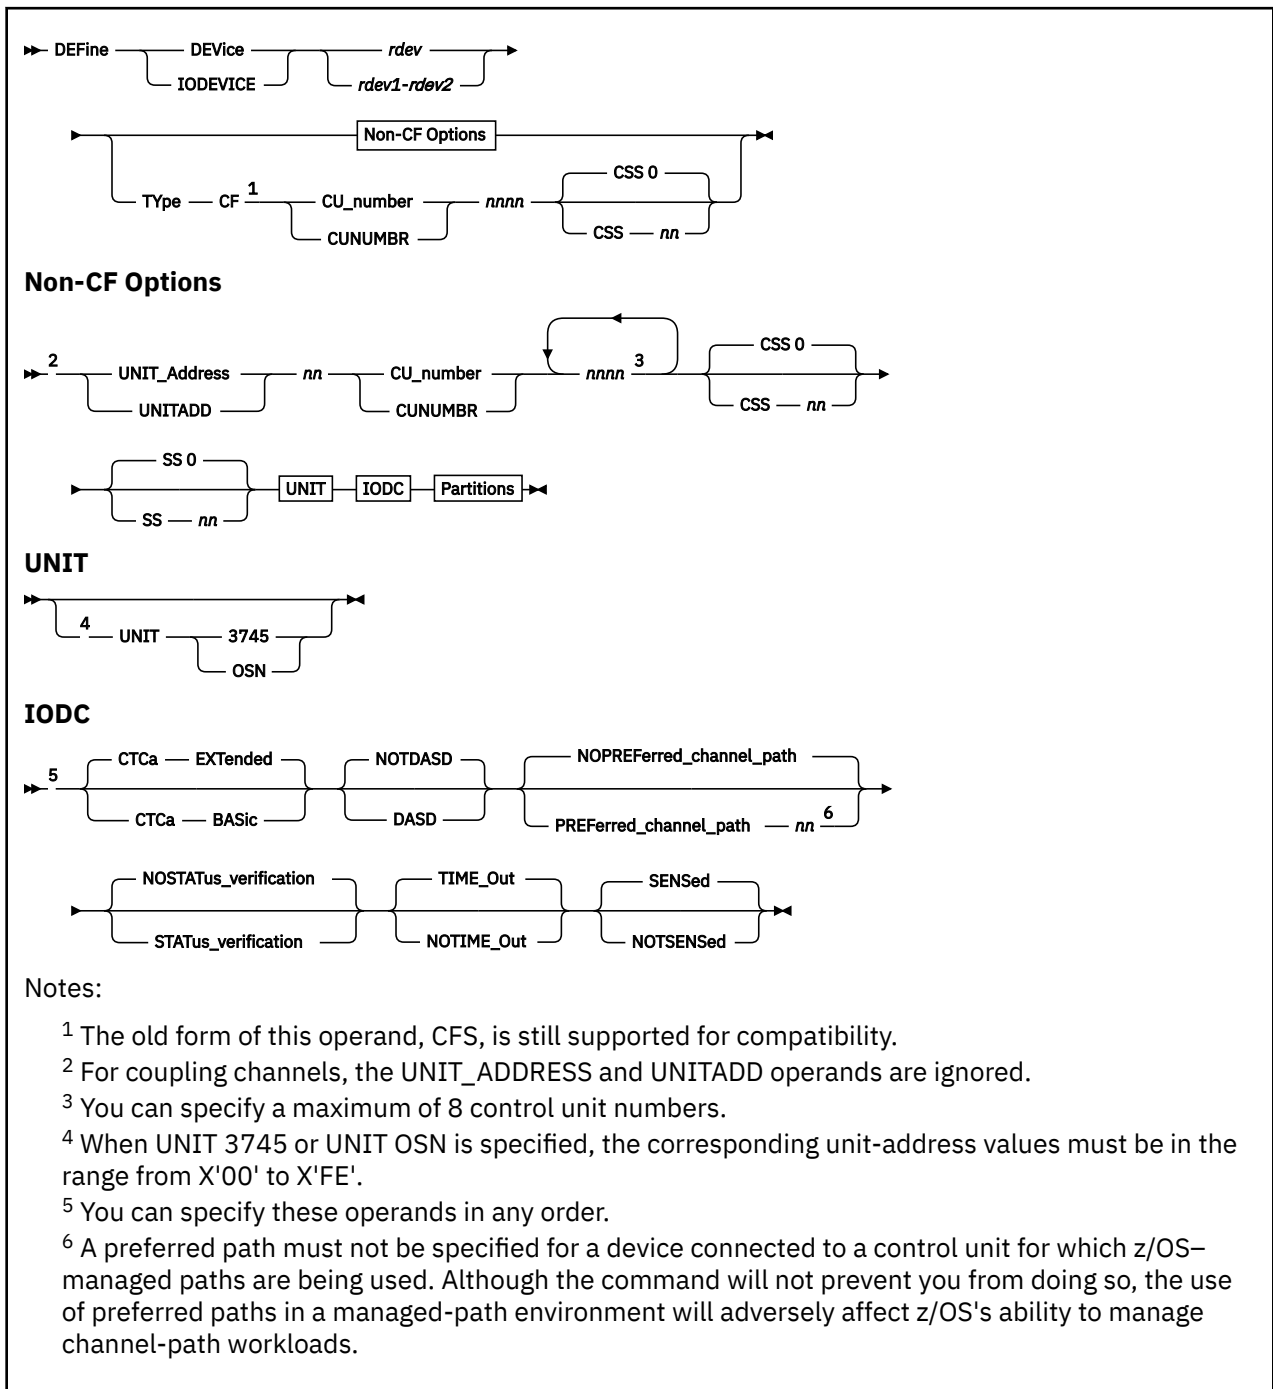 DEFine DEVice rdev
IODEVICE rdev1-rdev2
Non-CF Options
CSS 0
TYpe CF 1 CU_number nnnn
CUNUMBR CSS nn
Non-CF Options
CSS 0
2 UNIT_Address nn CU_number nnnn 3
UNITADD CUNUMBR CSS nn
SS 0
UNIT IODC Partitions
SS nn
UNIT
4 UNIT 3745
OSN
IODC
CTCa EXTended NOTDASD NOPREFerred_channel_path
5
CTCa BASic DASD PREFerred_channel_path nn 6
NOSTATus_verification TIME_Out SENSed
STATus_verification NOTIME_Out NOTSENSed
Notes:
1 The old form of this operand, CFS, is still supported for compatibility.
2 For coupling channels, the UNIT_ADDRESS and UNITADD operands are ignored.
3 You can specify a maximum of 8 control unit numbers.
4 When UNIT 3745 or UNIT OSN is specified, the corresponding unit-address values must be in the
range from X'00' to X'FE'.
5 You can specify these operands in any order.
6 A preferred path must not be specified for a device connected to a control unit for which z/OS–
managed paths are being used. Although the command will not prevent you from doing so, the use
of preferred paths in a managed-path environment will adversely affect z/OS's ability to manage
channel-path workloads.